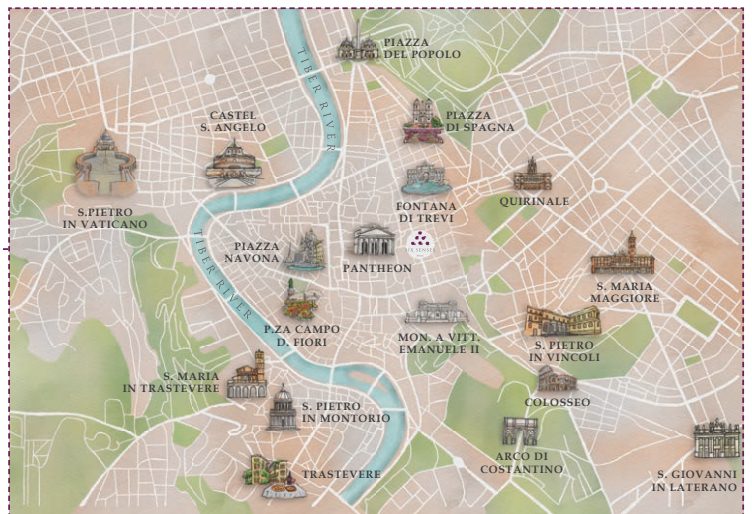 PIAZZA
DEL POPOLO
TIBER RIVER
CASTEL
S. ANGELO
PIAZZA
DI SPAGNA
S.PIETRO
IN VATICANO
FONTANA
DI TREVI
QUIRINALE
TIBER RIVER
PIAZZA
NAVONA
PANTHEON
S. MARIA
MAGGIORE
P.ZA CAMPO
D. FIORI
MON. A VITT.
EMANUELE II
S. PIETRO
IN VINCOLI
S. MARIA
IN TRASTEVERE
COLOSSEO
S. PIETRO
IN MONTORIO
ARCO DI
COSTANTINO
TRASTEVERE
S. GIOVANNI
IN LATERANO